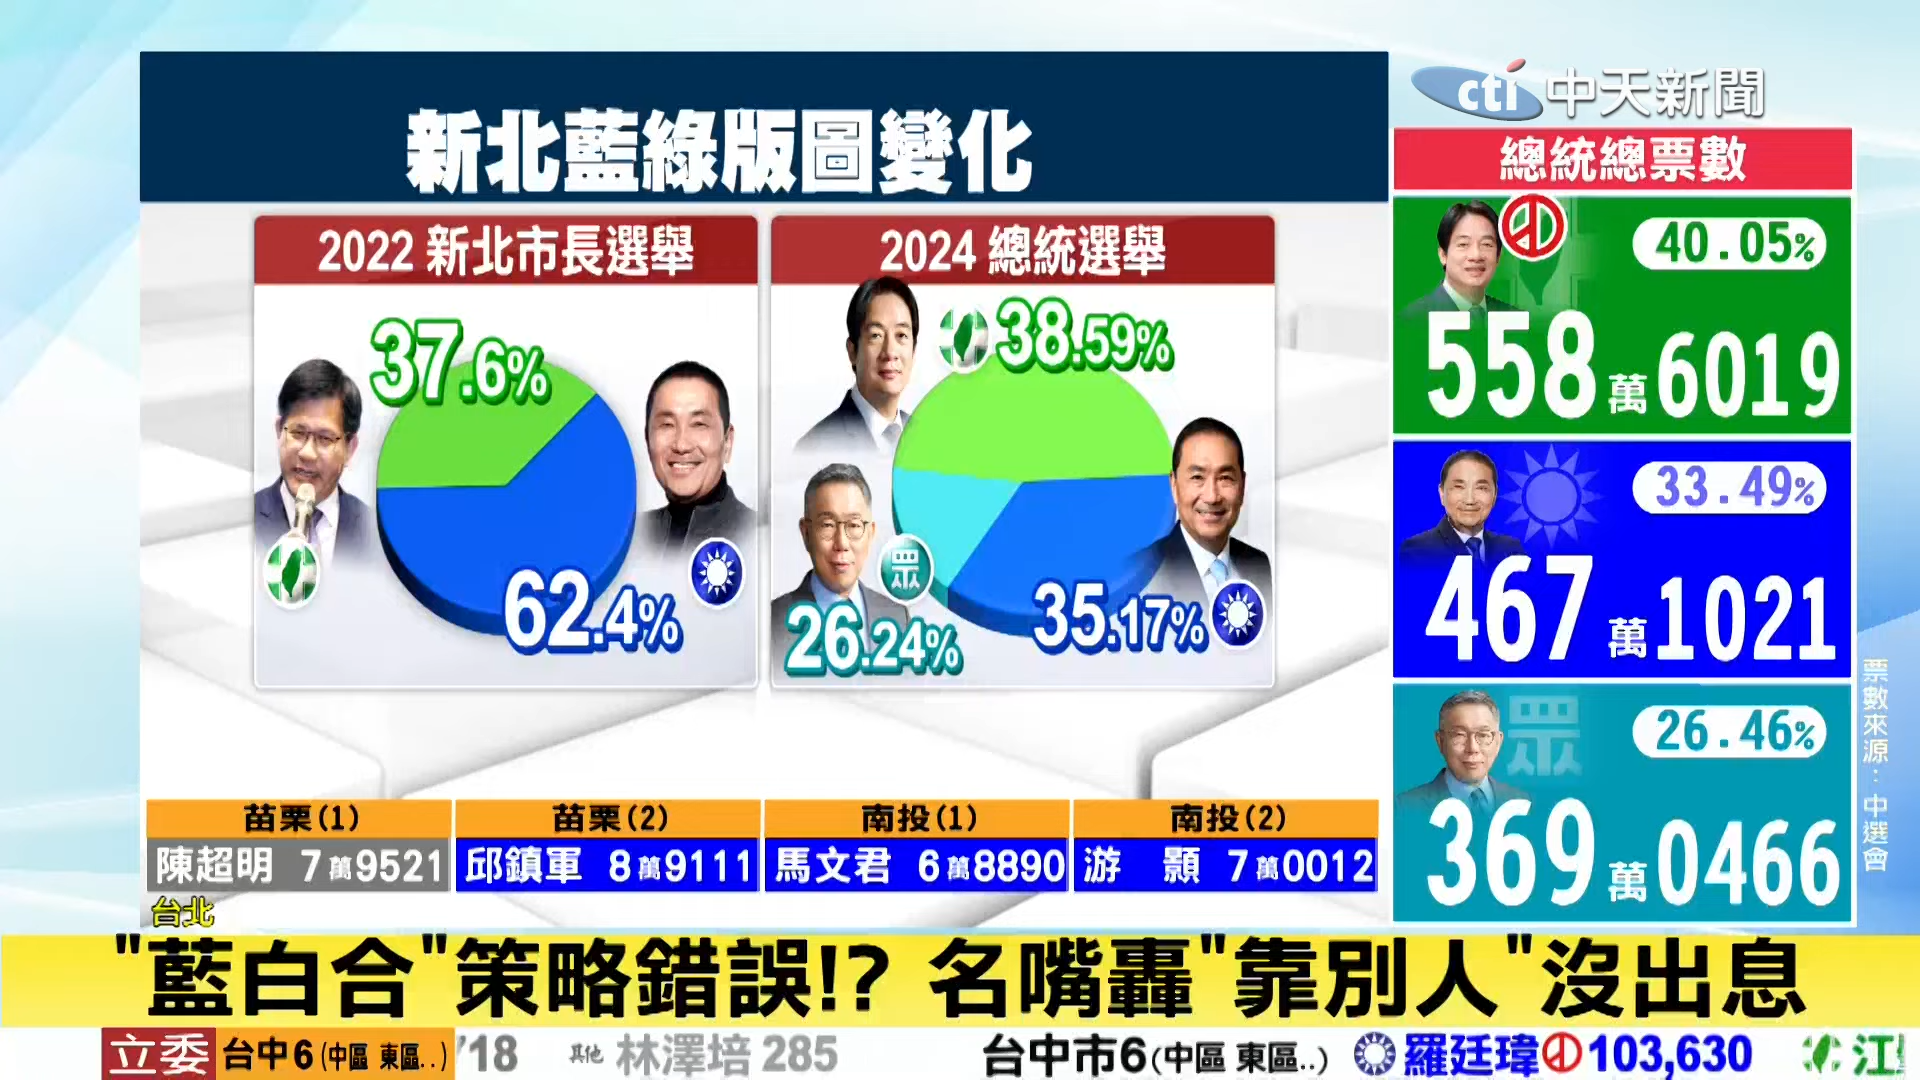 cti 中天新聞
新北藍綠版圖變化
2022 新北市長選舉
37.6%
62.4%
2024 總統選舉
38.59%
眾
26.24%
35.17%
總統總票數
40.05%
558萬6019
33.49%
467萬1021
眾
26.46%
369萬0466
票數來源：中選會
苗栗(1)
陳超明 7萬9521
苗栗(2)
邱鎮軍 8萬9111
南投(1)
馬文君 6萬8890
南投(2)
游 顥 7萬0012
台北
"藍白合"策略錯誤!? 名嘴轟"靠別人"沒出息
立委 台中6(中區 東區..) 718 其他 林澤培 285 台中市6(中區 東區..) 羅廷瑋 103,630 江